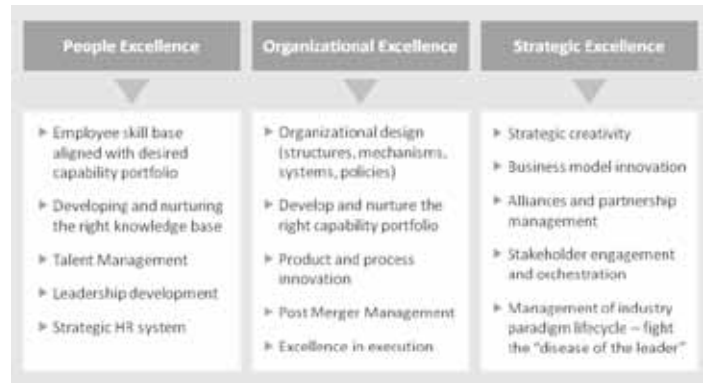 People Excellence
Employee skill base
aligned with desired
capability portfolio
Developing and nurturing
the right knowledge base
Talent Management
Leadership development
Strategic HR system
Organizational Excellence
Organizational design
(structures, mechanisms,
systems, policies)
Develop and nurture the
right capability portfolio
Product and process
innovation
Post Merger Management
Excellence in execution
Strategic Excellence
Strategic creativity
Business model innovation
Alliances and partnership
management
Stakeholder engagement
and orchestration
Management of industry
paradigm lifecycle – fight
the "disease of the leader"